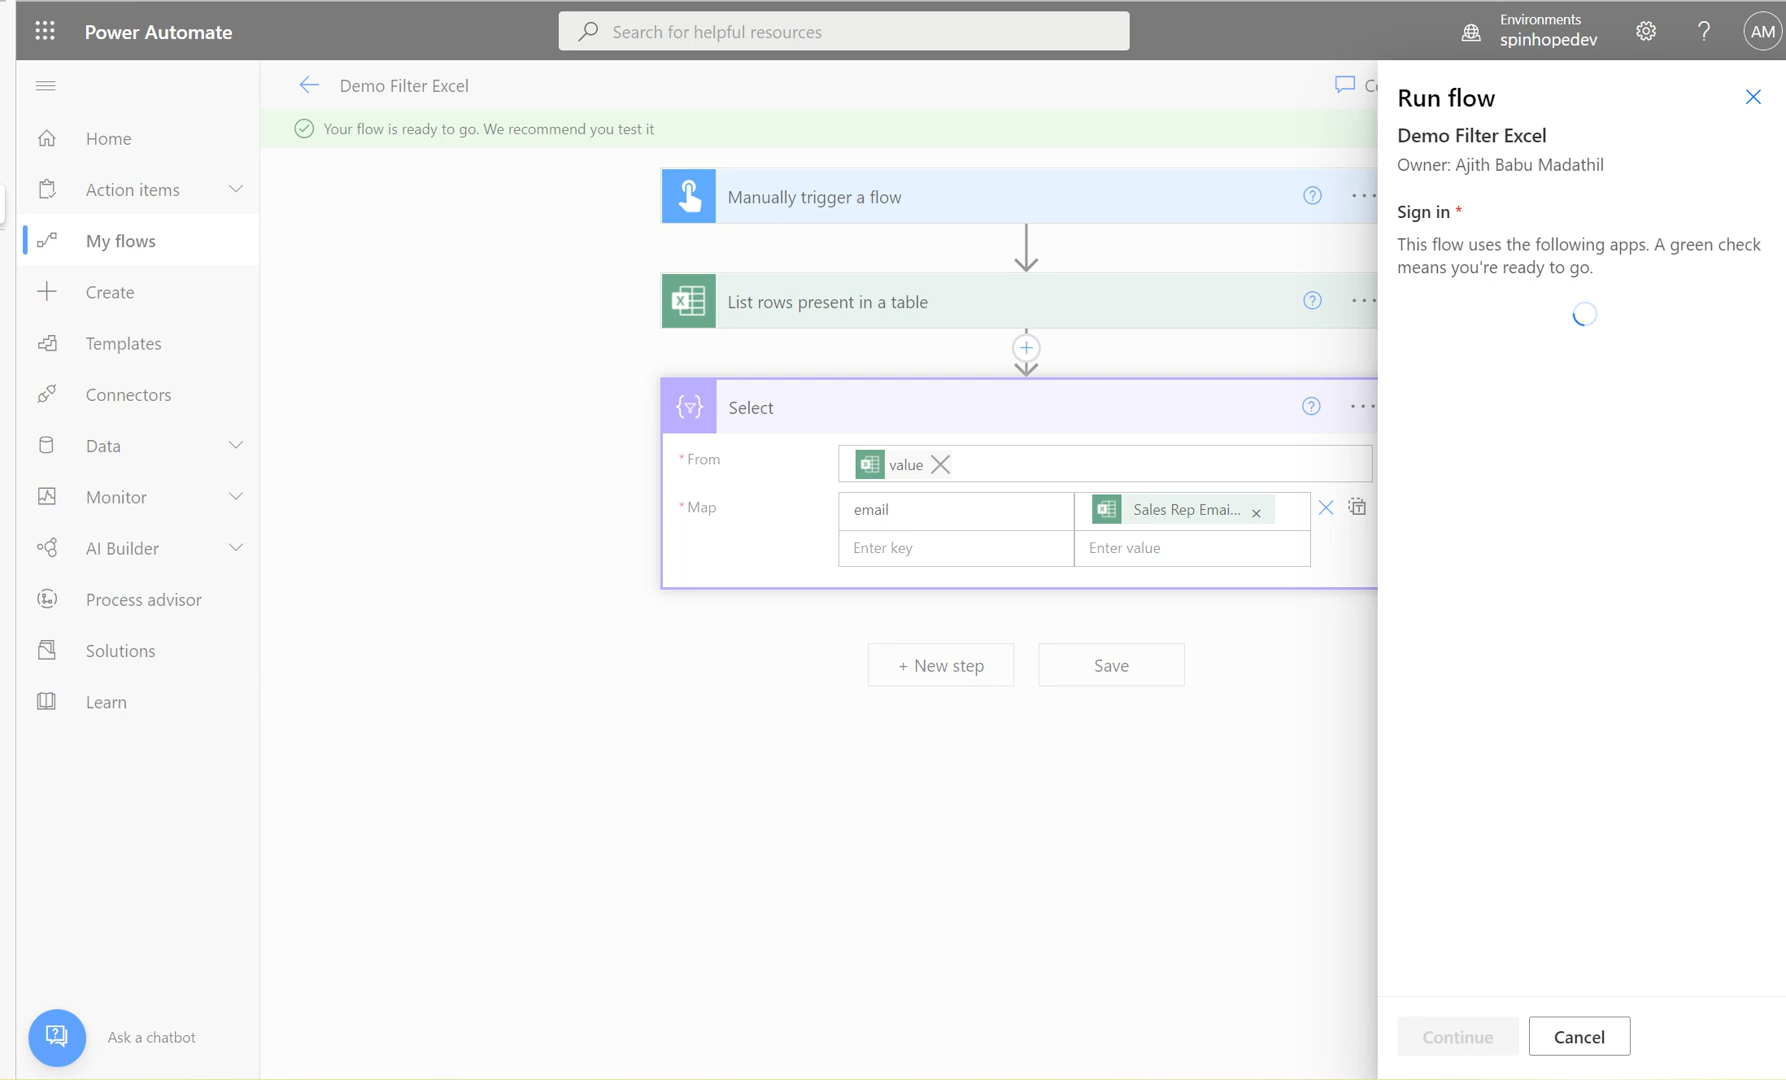 Power Automate
Search for helpful resources
Environments
spinhopedev
AM
Demo Filter Excel
Your flow is ready to go. We recommend you test it
Home
Action items
My flows
Create
Templates
Connectors
Data
Monitor
AI Builder
Process advisor
Solutions
Learn
Ask a chatbot
Manually trigger a flow
List rows present in a table
Select
* From
value
* Map
email
Sales Rep Emai...
Enter key
Enter value
+ New step
Save
Run flow
Demo Filter Excel
Owner: Ajith Babu Madathil
Sign in *
This flow uses the following apps. A green check
means you're ready to go.
Continue
Cancel